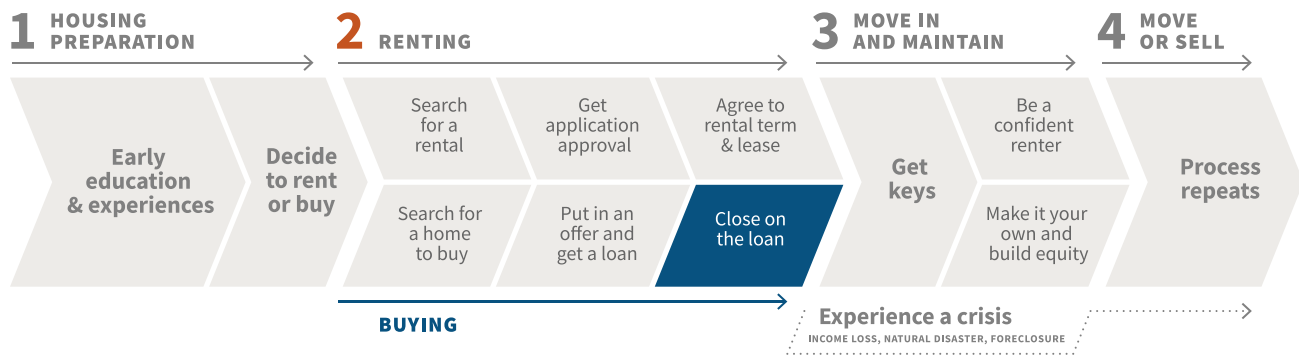 1 HOUSING
PREPARATION
2 RENTING
3 MOVE IN
AND MAINTAIN
4 MOVE
OR SELL
Early
education
& experiences
Decide
to rent
or buy
Search
for a
rental
Get
application
approval
Agree to
rental term
& lease
Search for
a home
to buy
Put in an
offer and
get a loan
Close on
the loan
Get
keys
Be a
confident
renter
Make it your
own and
build equity
Process
repeats
BUYING
Experience a crisis
INCOME LOSS, NATURAL DISASTER, FORECLOSURE